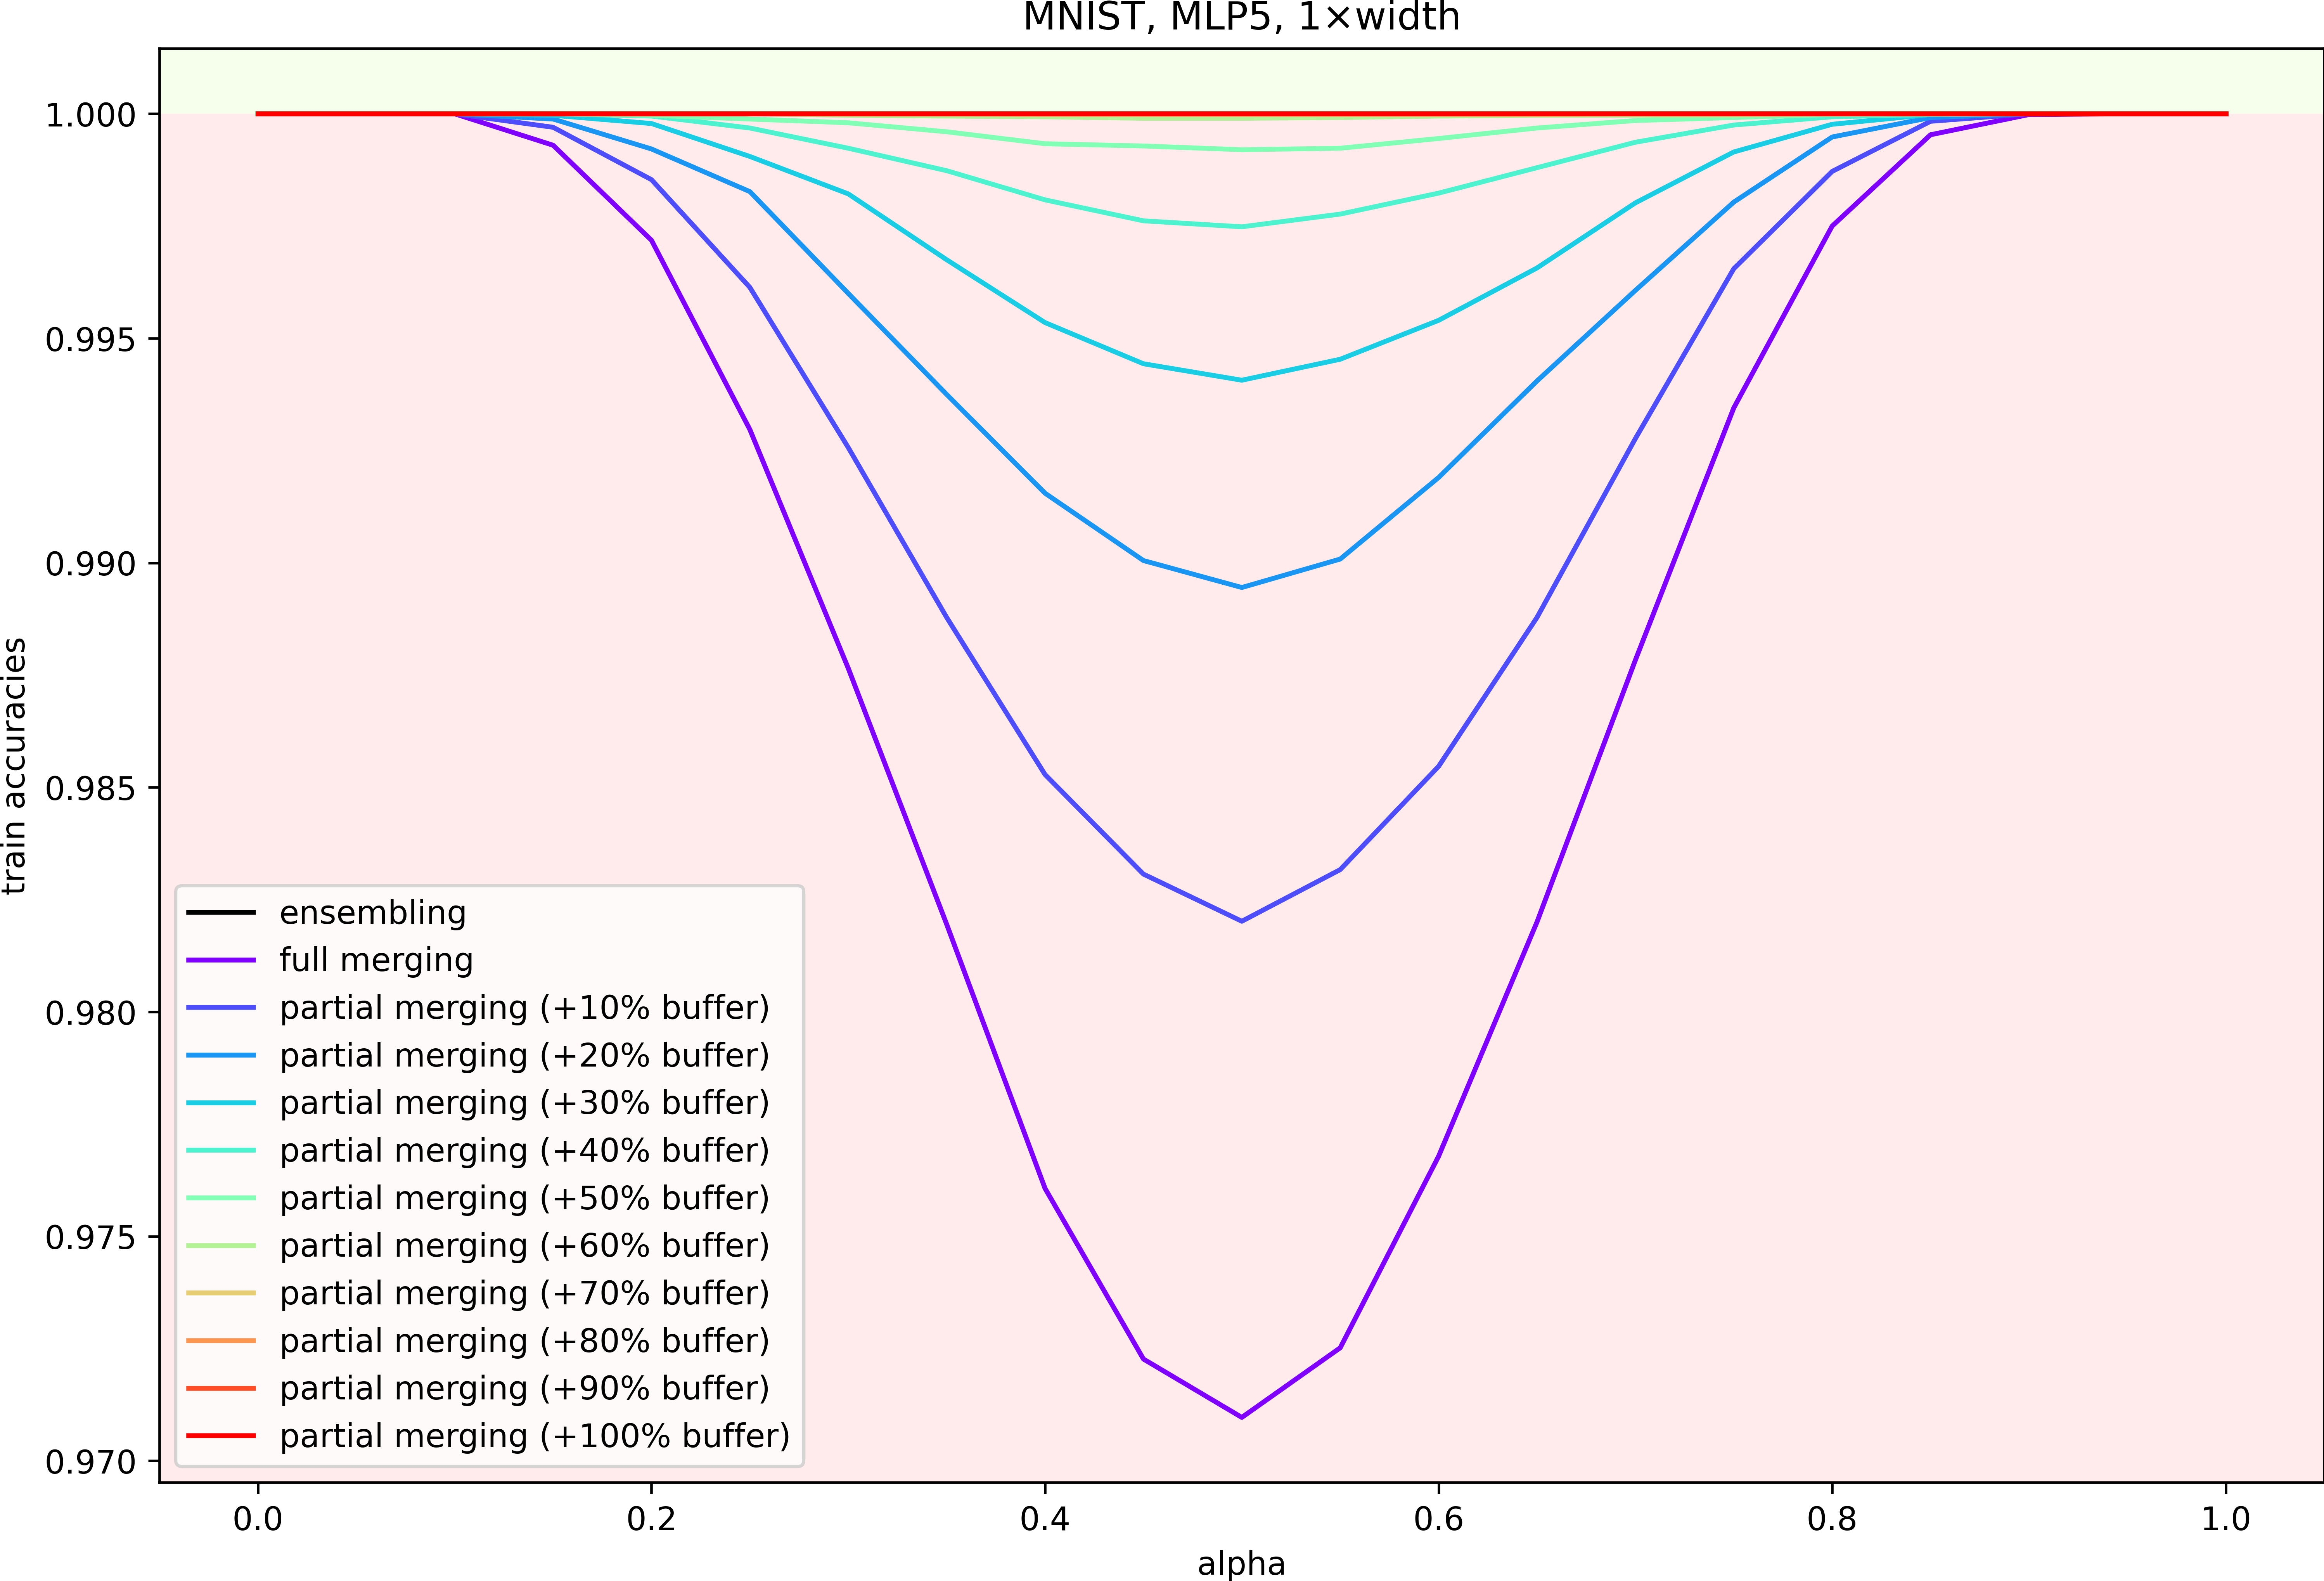 MNIST, MLP5, 1×width
1.000
0.995
0.990
0.985
0.980
0.975
0.970
train accuracies
ensembling
full merging
partial merging (+10% buffer)
partial merging (+20% buffer)
partial merging (+30% buffer)
partial merging (+40% buffer)
partial merging (+50% buffer)
partial merging (+60% buffer)
partial merging (+70% buffer)
partial merging (+80% buffer)
partial merging (+90% buffer)
partial merging (+100% buffer)
0.0 0.2 0.4 0.6 0.8 1.0
alpha